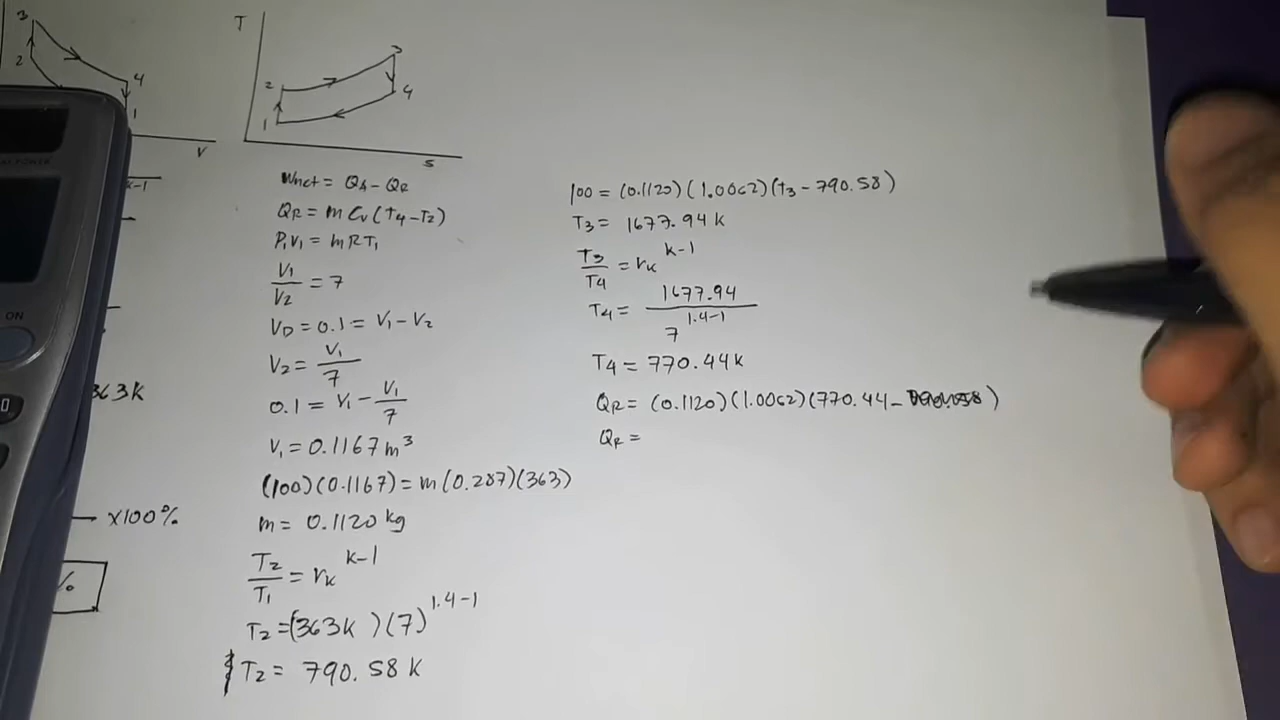 3
2
4
1
V
T
3
2
4
1
S
ON
k-1
363K
x100%
%
Wnet = QA - QR
QR = m Cv (T4 - T2)
P1V1 = mRT1
V1/V2 = 7
VD = 0.1 = V1 - V2
V2 = V1/7
0.1 = V1 - V1/7
V1 = 0.1167 m³
(100)(0.1167) = m(0.287)(363)
m = 0.1120 kg
T2/T1 = rk^k-1
T2 = (363K)(7)^1.4-1
T2 = 790.58 K
100 = (0.1120)(1.0062)(T3 - 790.58)
T3 = 1677.94 K
T3/T4 = rk^k-1
T4 = 1677.94/7^1.4-1
T4 = 770.44K
QR = (0.1120)(1.0062)(770.44 - )
QR =